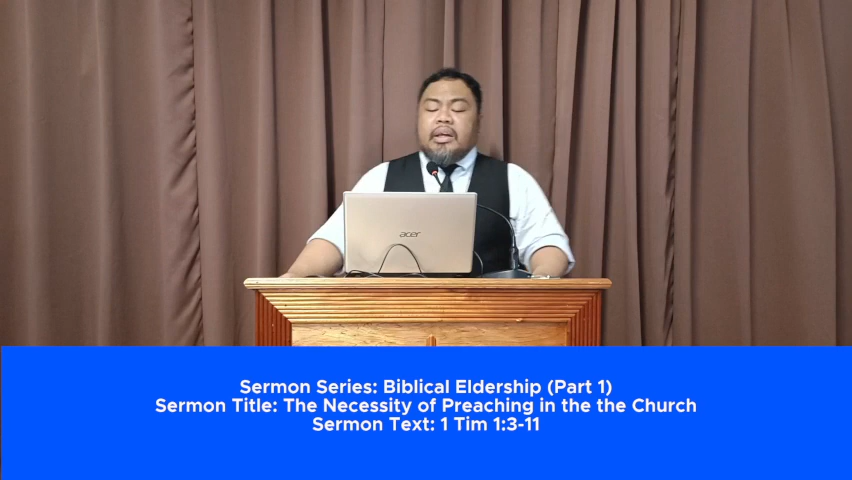 acer
Sermon Series: Biblical Eldership (Part 1)
Sermon Title: The Necessity of Preaching in the the Church
Sermon Text: 1 Tim 1:3-11